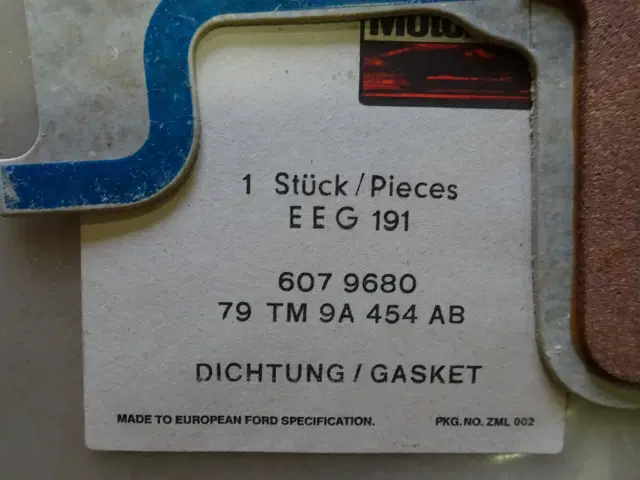 1 Stück/Pieces
EEG 191
607 9680
79 TM 9A 454 AB
DICHTUNG / GASKET
MADE TO EUROPEAN FORD SPECIFICATION. PKG. NO. ZML 002